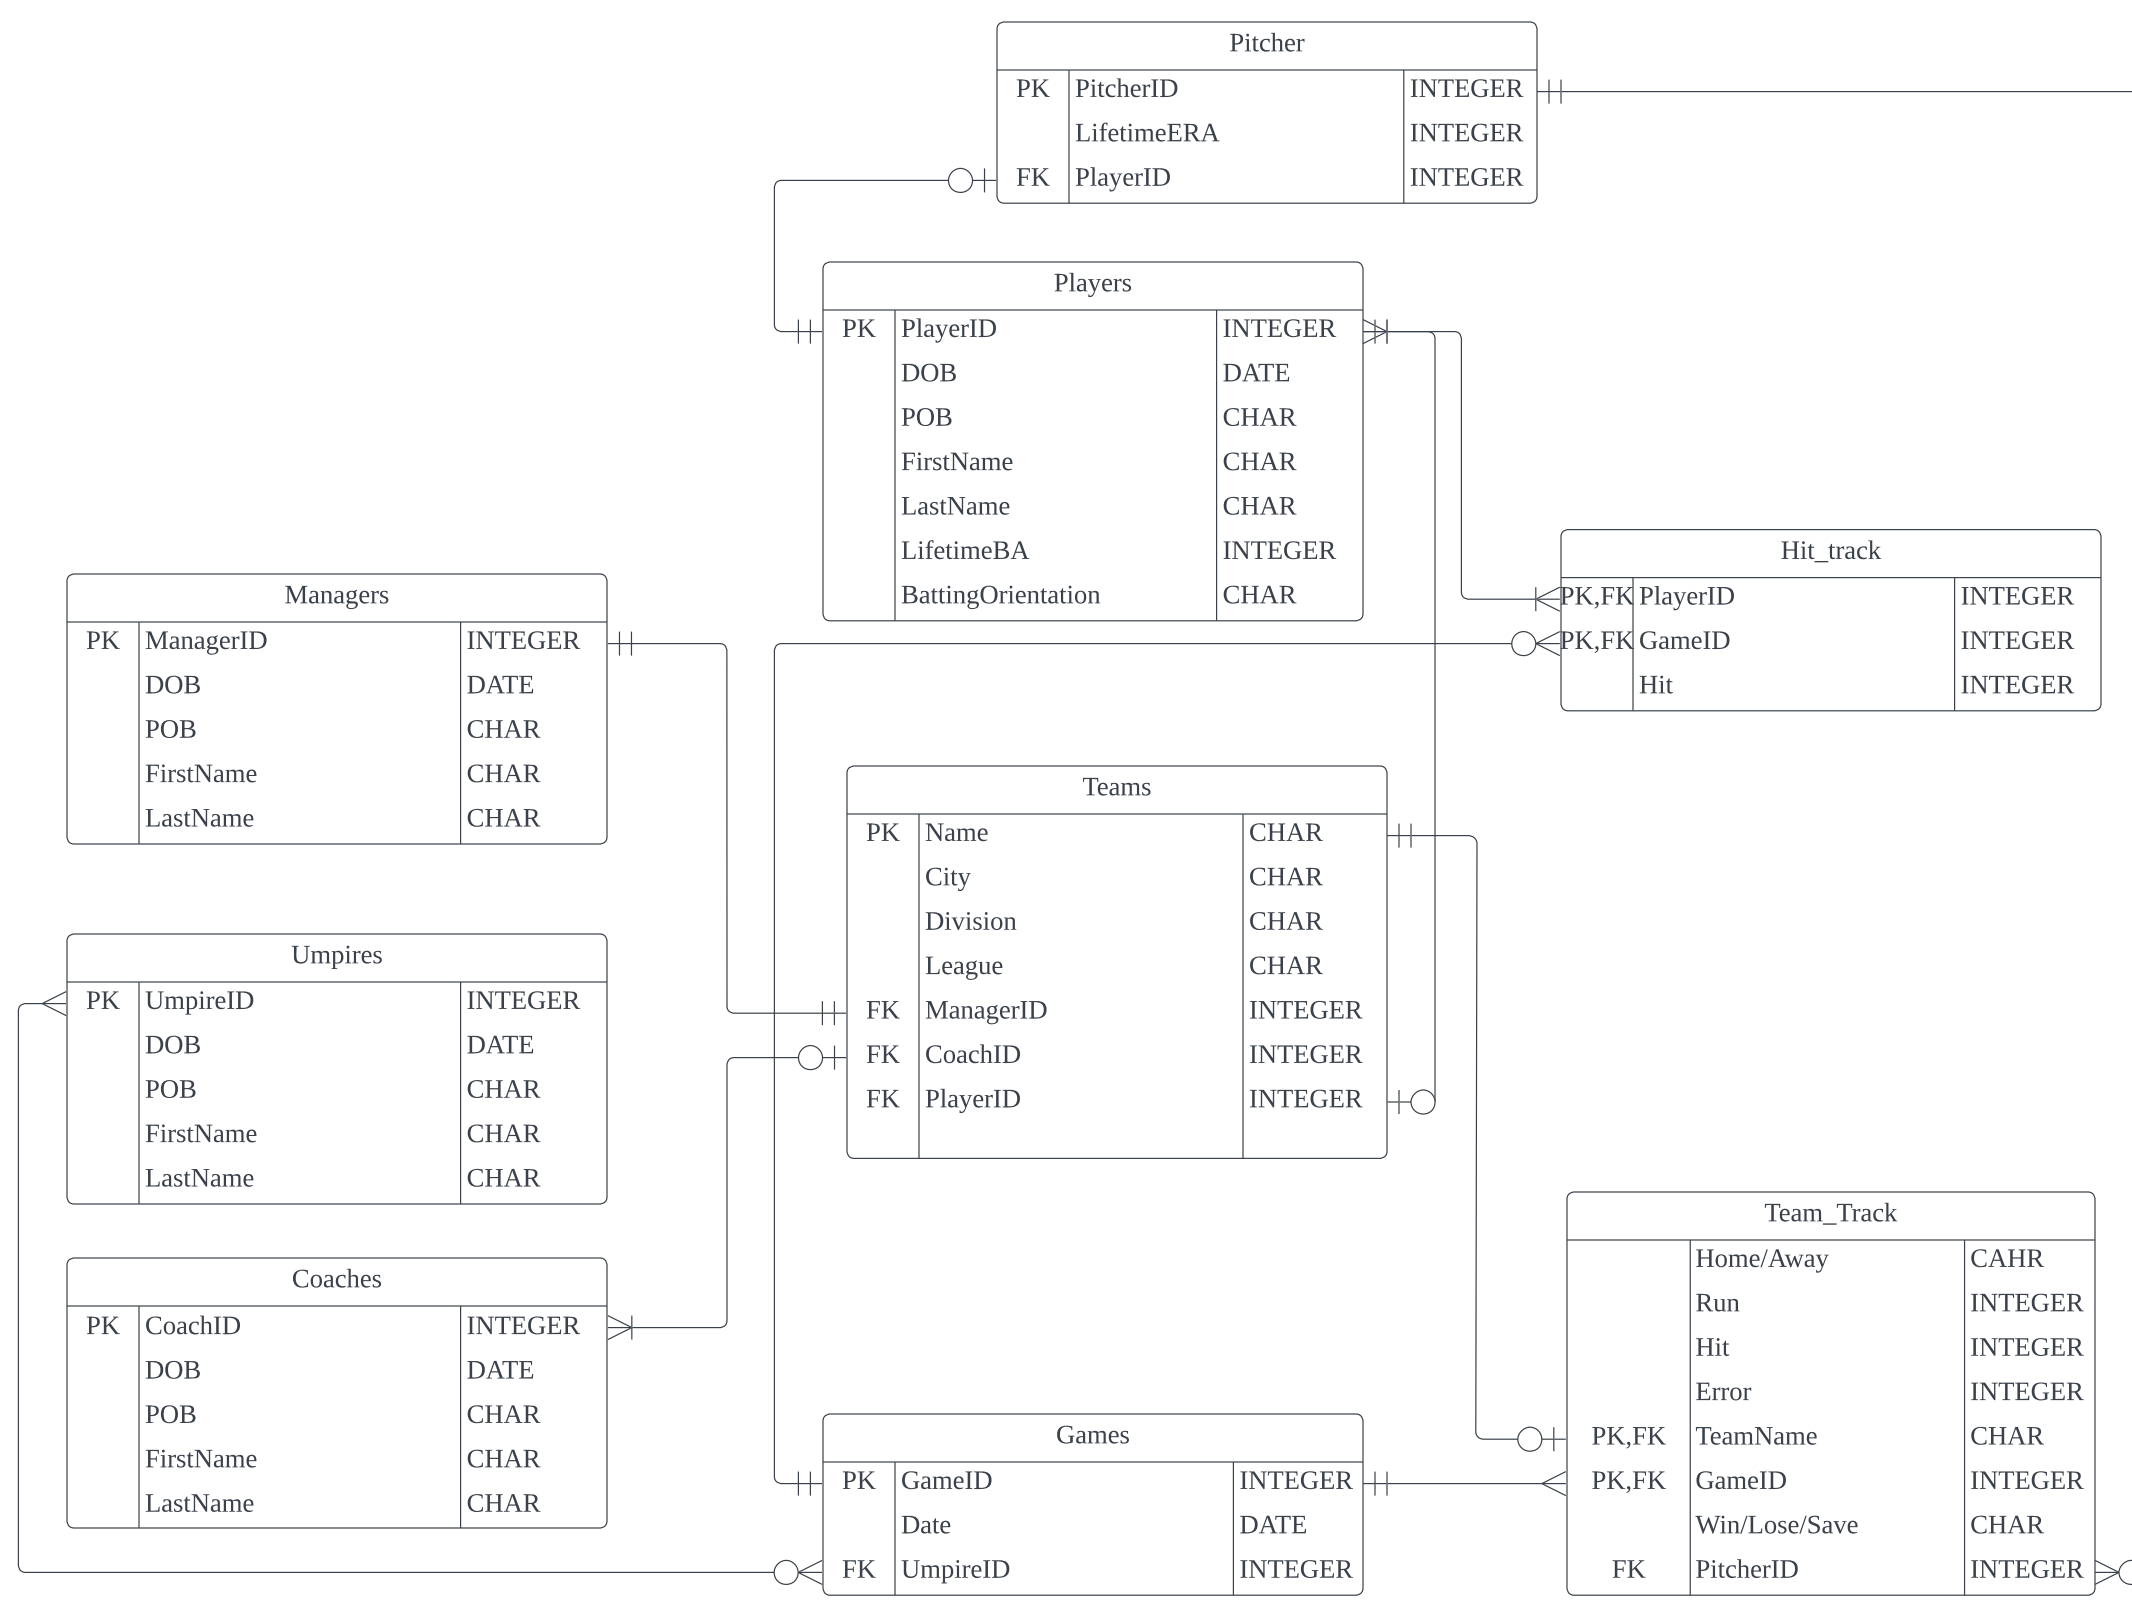 Pitcher
PK PitcherID INTEGER
LifetimeERA INTEGER
FK PlayerID INTEGER
Players
PK PlayerID INTEGER
DOB DATE
POB CHAR
FirstName CHAR
LastName CHAR
LifetimeBA INTEGER
BattingOrientation CHAR
Hit_track
PK,FK PlayerID INTEGER
PK,FK GameID INTEGER
Hit INTEGER
Managers
PK ManagerID INTEGER
DOB DATE
POB CHAR
FirstName CHAR
LastName CHAR
Teams
PK Name CHAR
City CHAR
Division CHAR
League CHAR
FK ManagerID INTEGER
FK CoachID INTEGER
FK PlayerID INTEGER
Umpires
PK UmpireID INTEGER
DOB DATE
POB CHAR
FirstName CHAR
LastName CHAR
Coaches
PK CoachID INTEGER
DOB DATE
POB CHAR
FirstName CHAR
LastName CHAR
Games
PK GameID INTEGER
Date DATE
FK UmpireID INTEGER
Team_Track
Home/Away CAHR
Run INTEGER
Hit INTEGER
Error INTEGER
PK,FK TeamName CHAR
PK,FK GameID INTEGER
Win/Lose/Save CHAR
FK PitcherID INTEGER